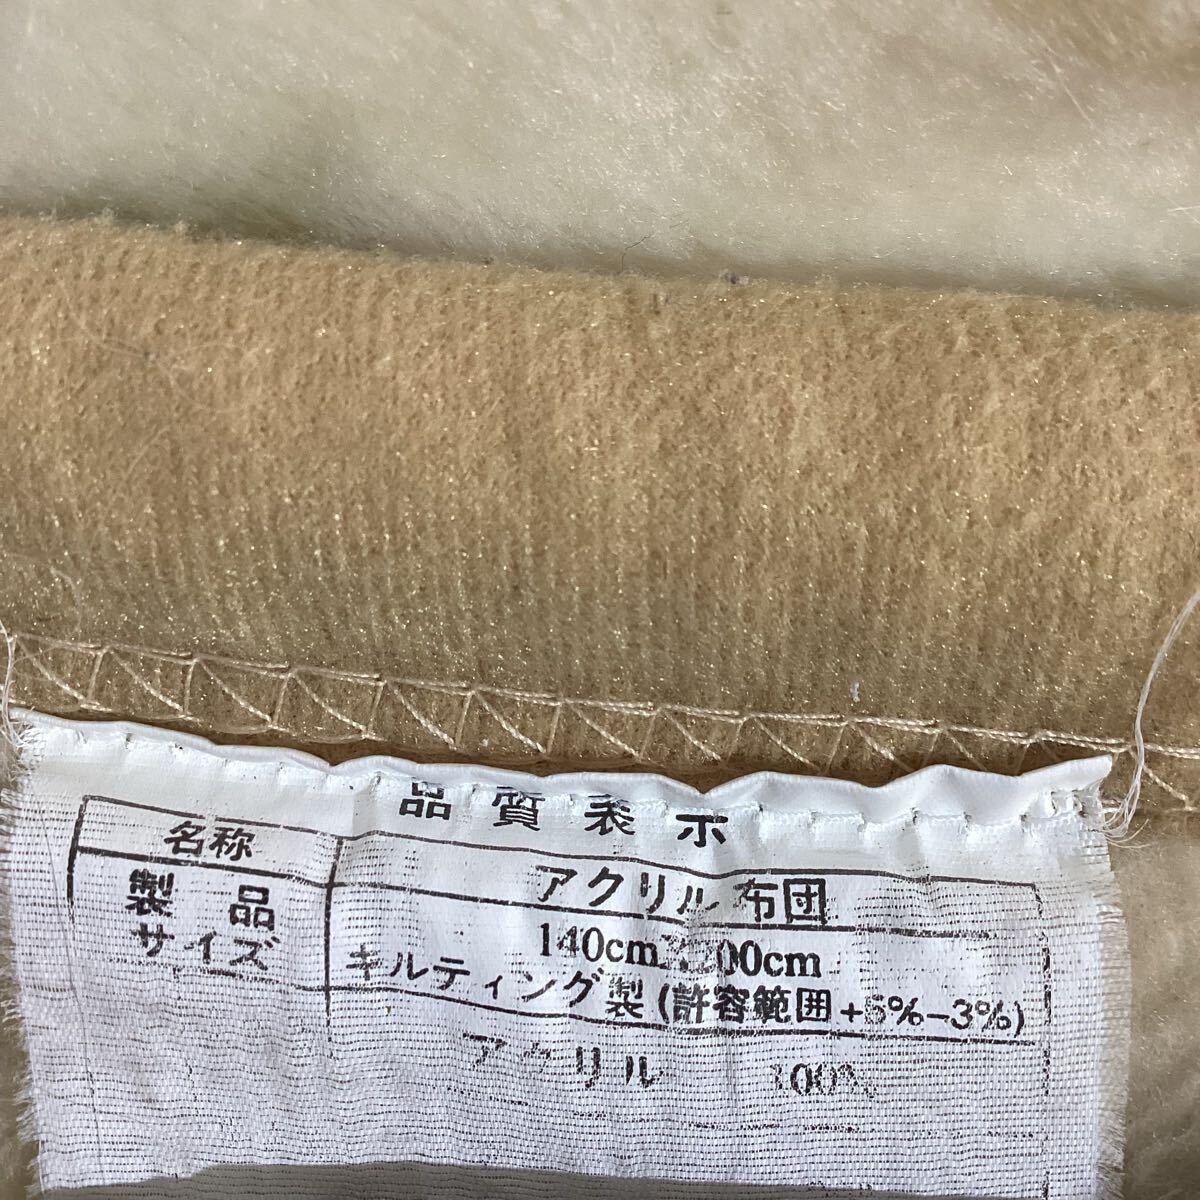 品質表示
名称 アクリル布団
製品サイズ 140cm 00cm
キルティング製(許容範囲+5%-3%)
アクリル 100%